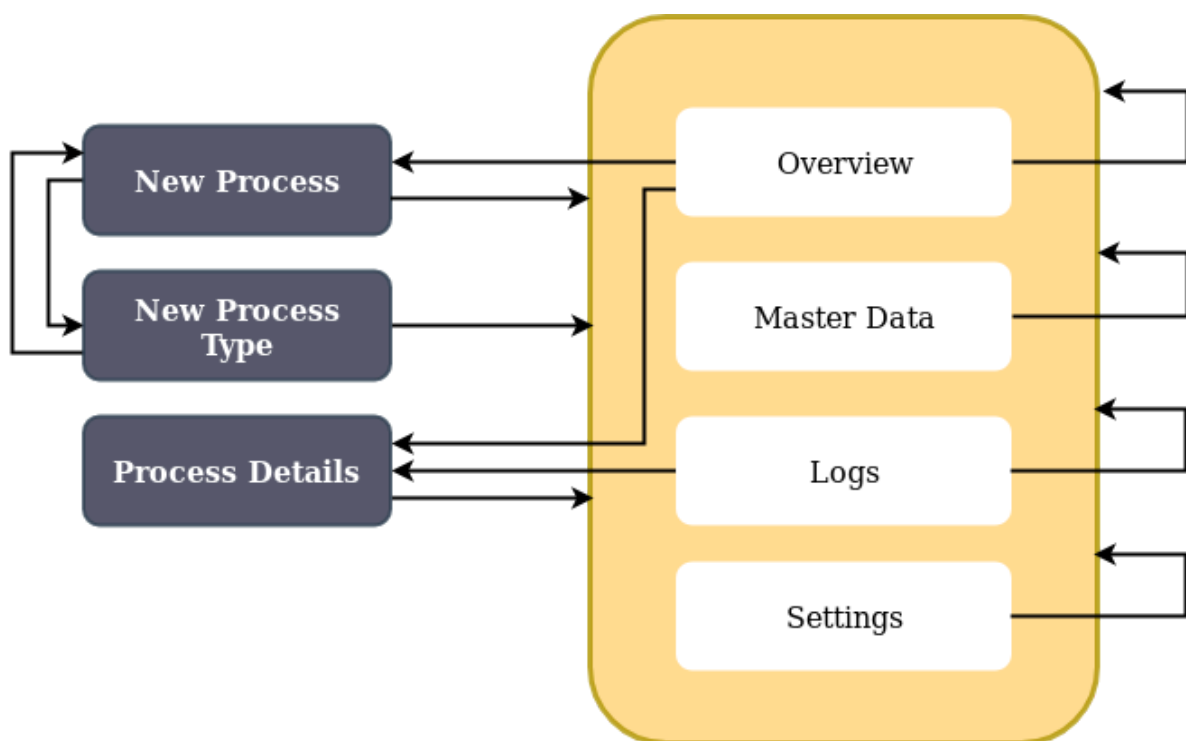 New Process
New Process
Type
Process Details
Overview
Master Data
Logs
Settings